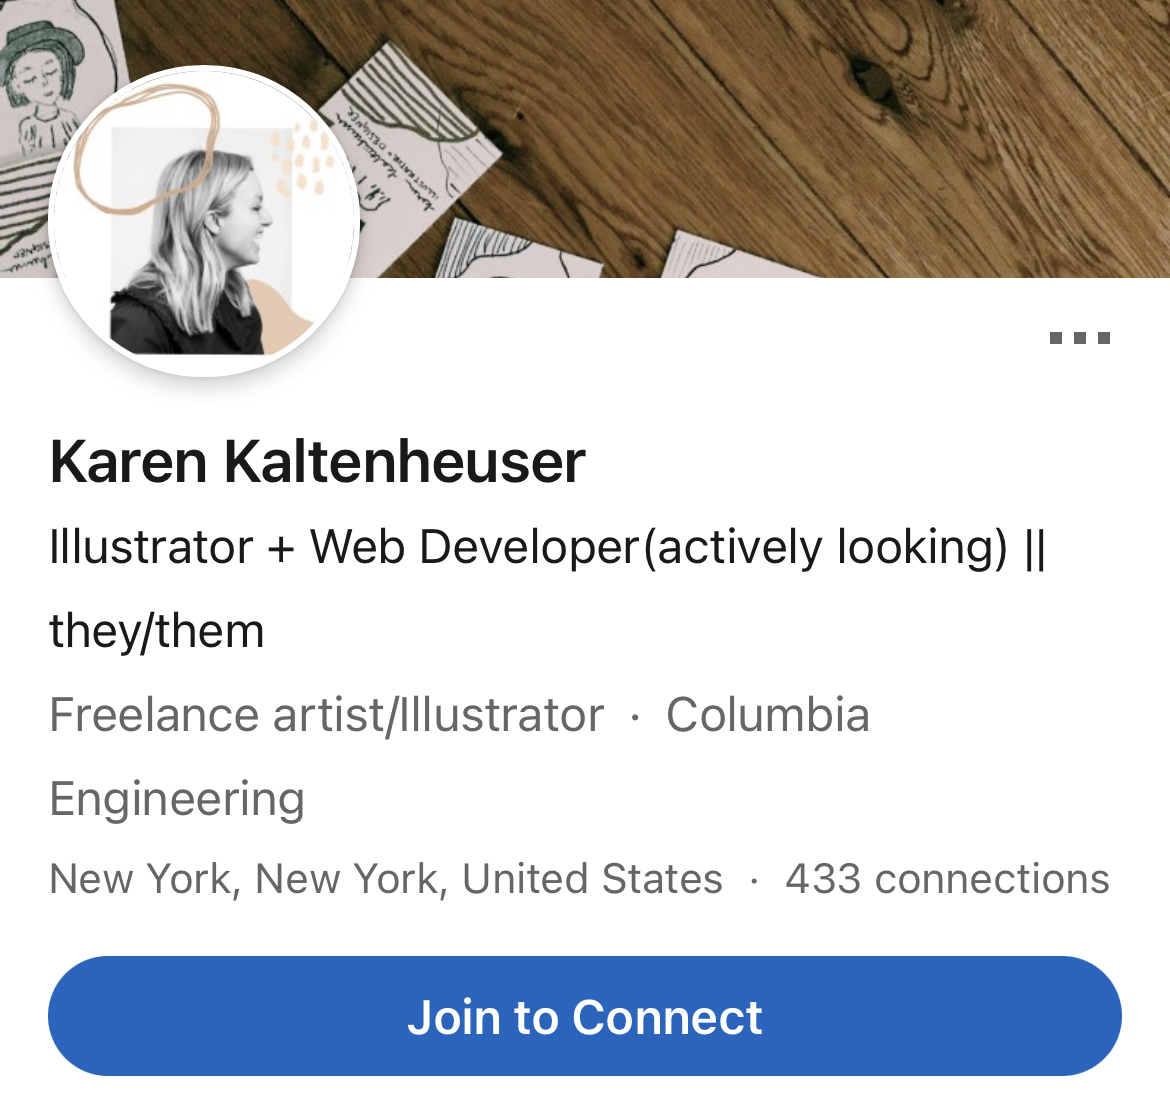 Karen Kaltenheuser
Illustrator + Web Developer(actively looking) ||
they/them
Freelance artist/Illustrator · Columbia
Engineering
New York, New York, United States · 433 connections
Join to Connect